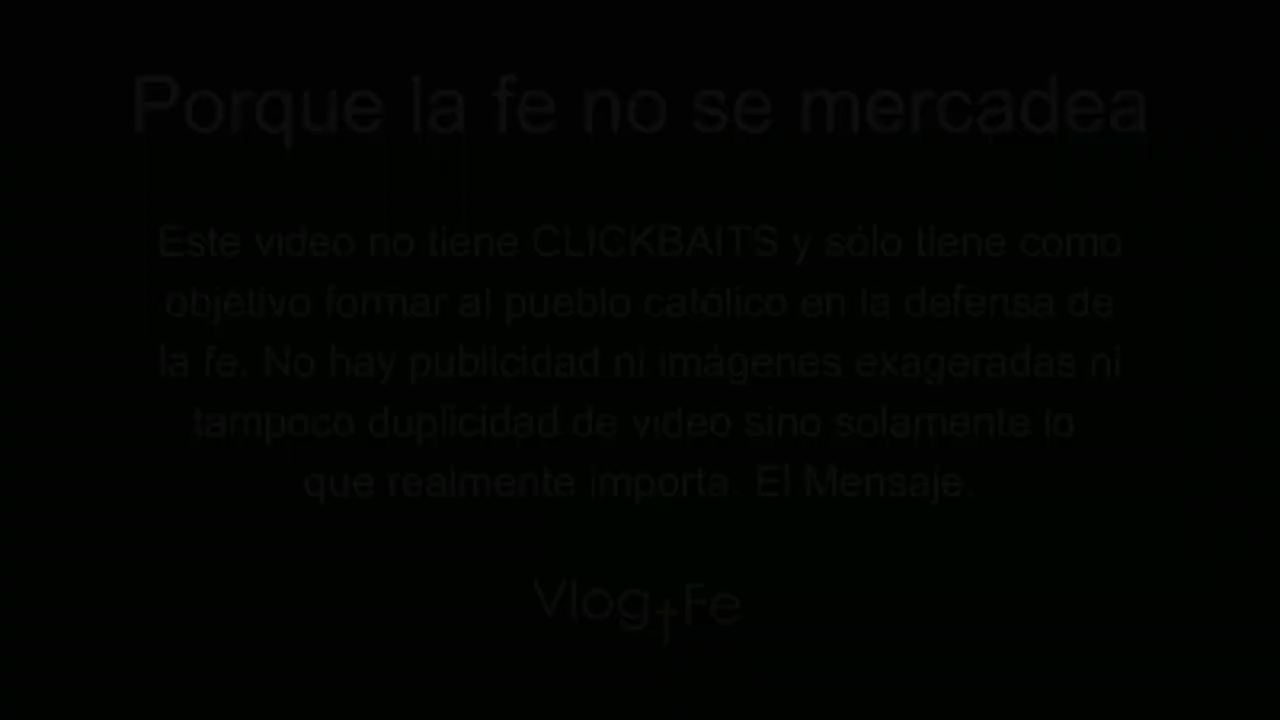 Porque la fe no se mercadea
Este video no tiene CLICKBAITS y sólo tiene como
objetivo formar al pueblo católico en la defensa de
la fe. No hay publicidad ni imágenes exageradas ni
tampoco duplicidad de video sino solamente lo
que realmente importa. El Mensaje.
Vlog†Fe